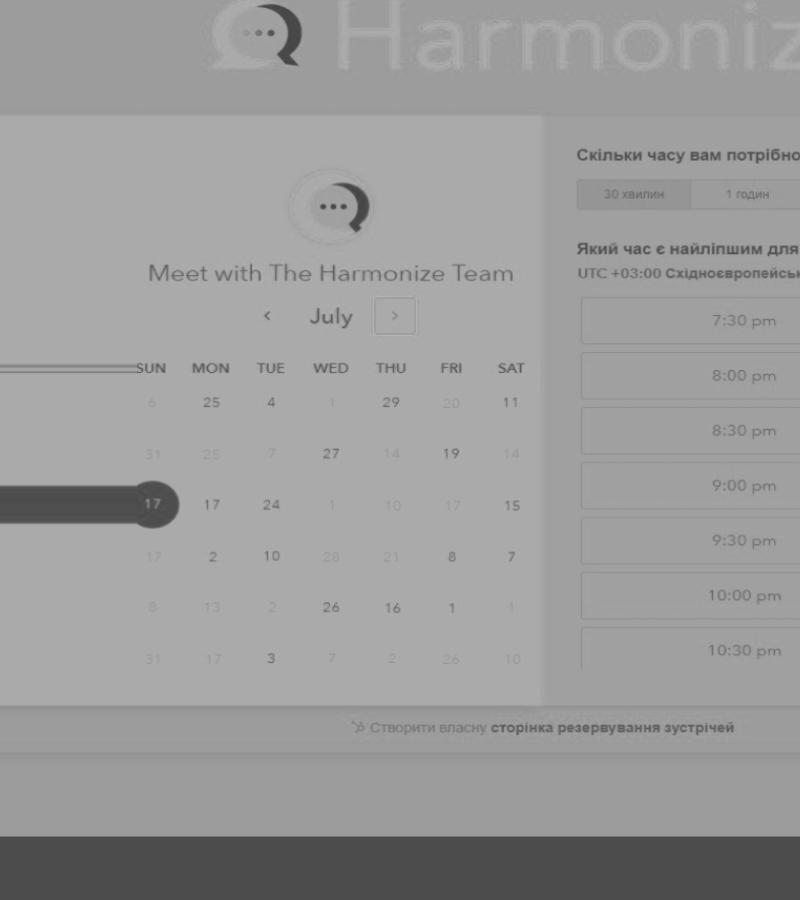 Harmoniz
Meet with The Harmonize Team
July
SUN MON TUE WED THU FRI SAT
6 25 4 1 29 20 11
31 25 7 27 14 19 14
17 17 24 1 10 17 15
17 2 10 28 21 8 7
8 13 2 26 16 1 1
31 17 3 7 2 26 10
Скільки часу вам потрібно
30 хвилин 1 годин
Який час є найліпшим для
UTC +03:00 Східноєвропейськ
7:30 pm
8:00 pm
8:30 pm
9:00 pm
9:30 pm
10:00 pm
10:30 pm
Створити власну сторінка резервування зустрічей